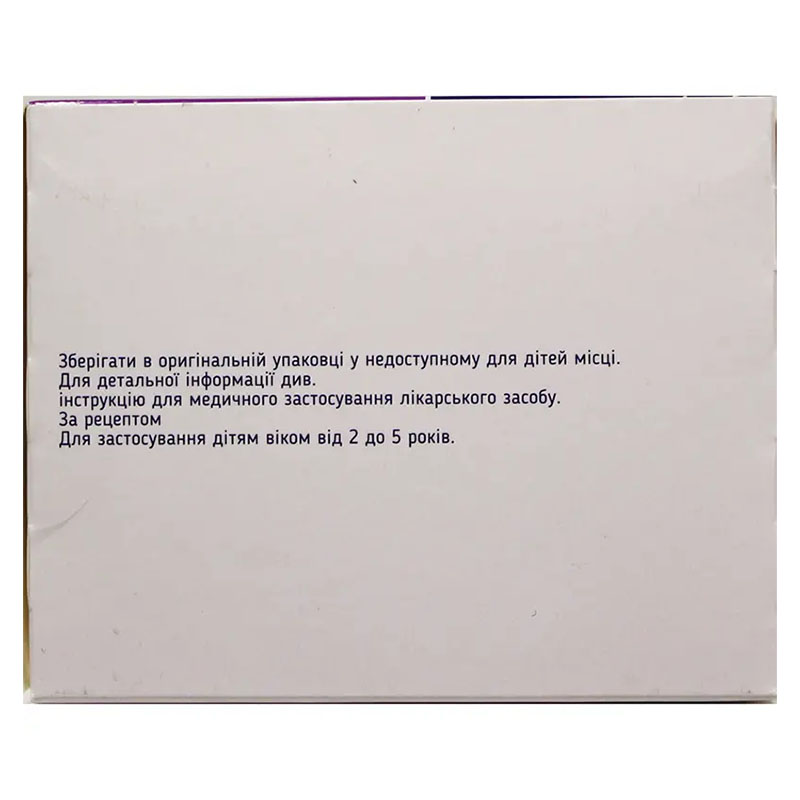 Зберігати в оригінальній упаковці у недоступному для дітей місці.
Для детальної інформації див.
інструкцію для медичного застосування лікарського засобу.
За рецептом
Для застосування дітям віком від 2 до 5 років.